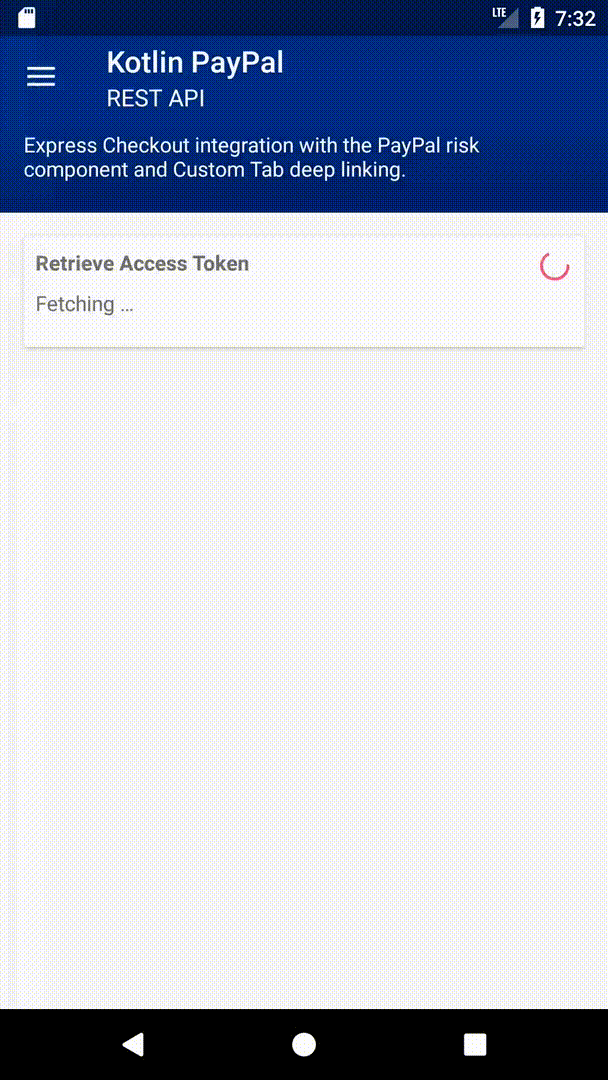 LTE 7:32
Kotlin PayPal
REST API
Express Checkout integration with the PayPal risk
component and Custom Tab deep linking.
Retrieve Access Token
Fetching …